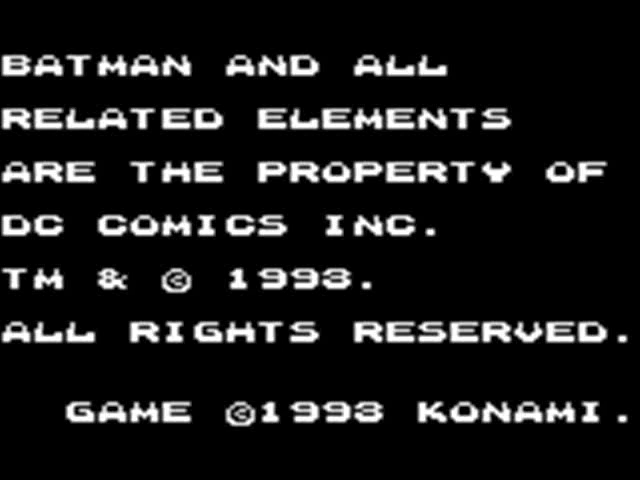 BATMAN AND ALL
RELATED ELEMENTS
ARE THE PROPERTY OF
DC COMICS INC.
TM & © 1993.
ALL RIGHTS RESERVED.
GAME ©1993 KONAMI.